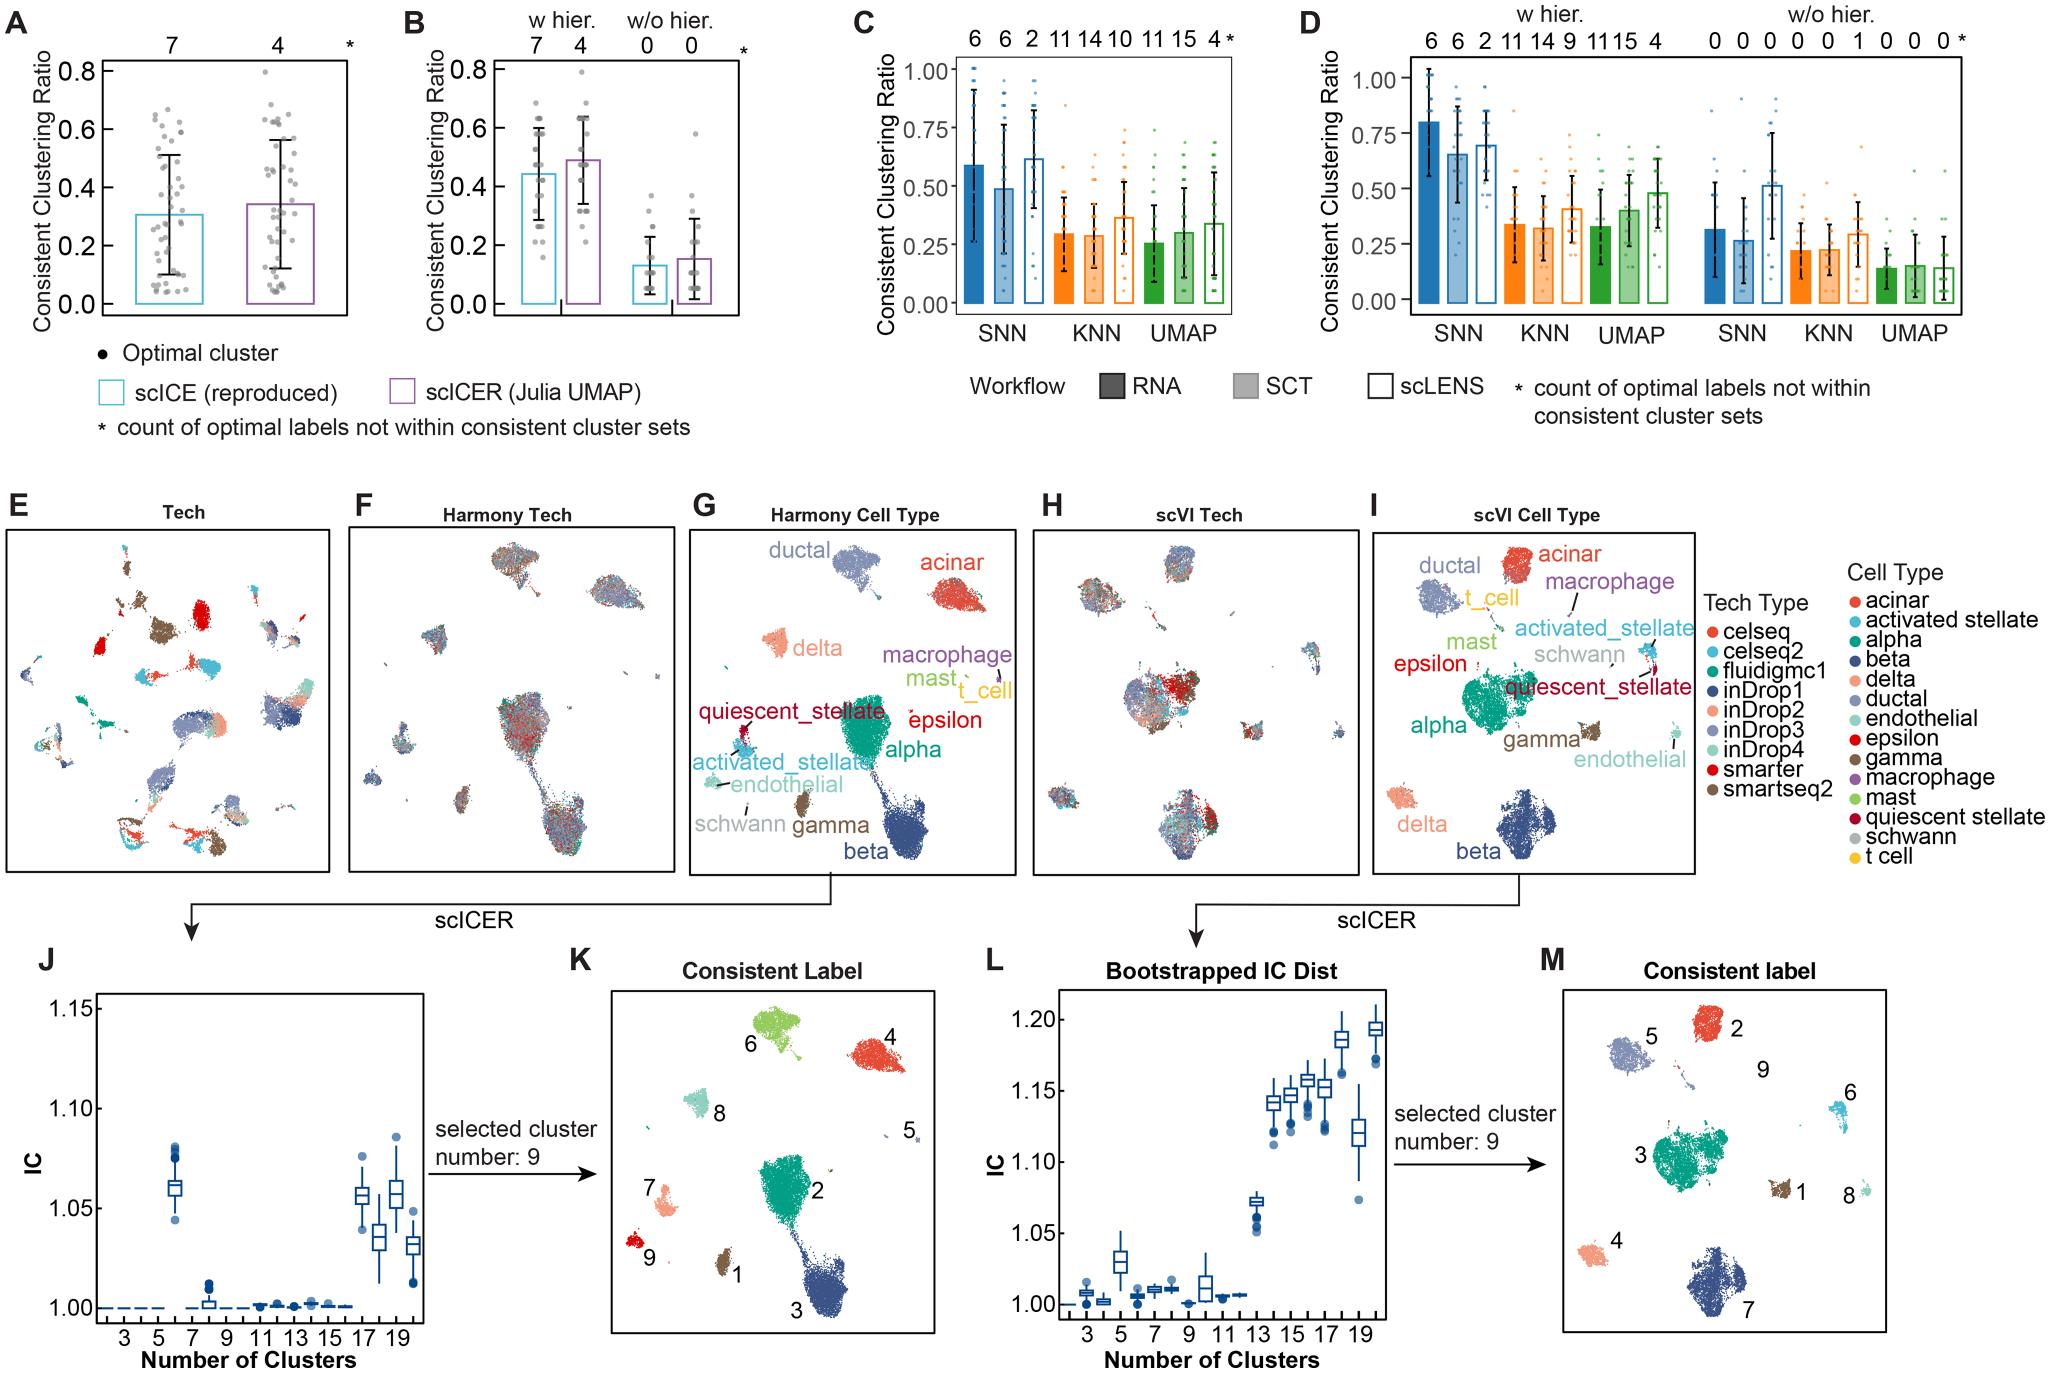 A
7 4 *
Consistent Clustering Ratio
0.8
0.6
0.4
0.2
0.0
B
w hier. w/o hier.
7 4 0 0 *
Consistent Clustering Ratio
0.8
0.6
0.4
0.2
0.0
Optimal cluster
scICE (reproduced) scICER (Julia UMAP)
* count of optimal labels not within consistent cluster sets
C
6 6 2 11 14 10 11 15 4 *
Consistent Clustering Ratio
1.00
0.75
0.50
0.25
0.00
SNN KNN UMAP
D
w hier. w/o hier.
6 6 2 11 14 9 11 15 4 0 0 0 0 0 1 0 0 0 *
Consistent Clustering Ratio
1.00
0.75
0.50
0.25
0.00
SNN KNN UMAP SNN KNN UMAP
Workflow RNA SCT scLENS
* count of optimal labels not within
consistent cluster sets
E
Tech
F
Harmony Tech
G
Harmony Cell Type
ductal
acinar
delta
macrophage
mast
t_cell
quiescent_stellate
epsilon
alpha
activated_stellate
endothelial
schwann
gamma
beta
H
scVI Tech
I
scVI Cell Type
acinar
ductal
macrophage
t_cell
activated_stellate
mast
schwann
epsilon
quiescent_stellate
alpha
gamma
endothelial
delta
beta
Tech Type
celseq
celseq2
fluidigmc1
inDrop1
inDrop2
inDrop3
inDrop4
smarter
smartseq2
Cell Type
acinar
activated stellate
alpha
beta
delta
ductal
endothelial
epsilon
gamma
macrophage
mast
quiescent stellate
schwann
t cell
scICER
scICER
J
IC
1.15
1.10
1.05
1.00
3 5 7 9 11 13 15 17 19
Number of Clusters
selected cluster
number: 9
K
Consistent Label
6
4
8
5
7
2
9
1
3
L
Bootstrapped IC Dist
IC
1.20
1.15
1.10
1.05
1.00
3 5 7 9 11 13 15 17 19
Number of Clusters
selected cluster
number: 9
M
Consistent label
5
2
9
6
3
1
8
4
7